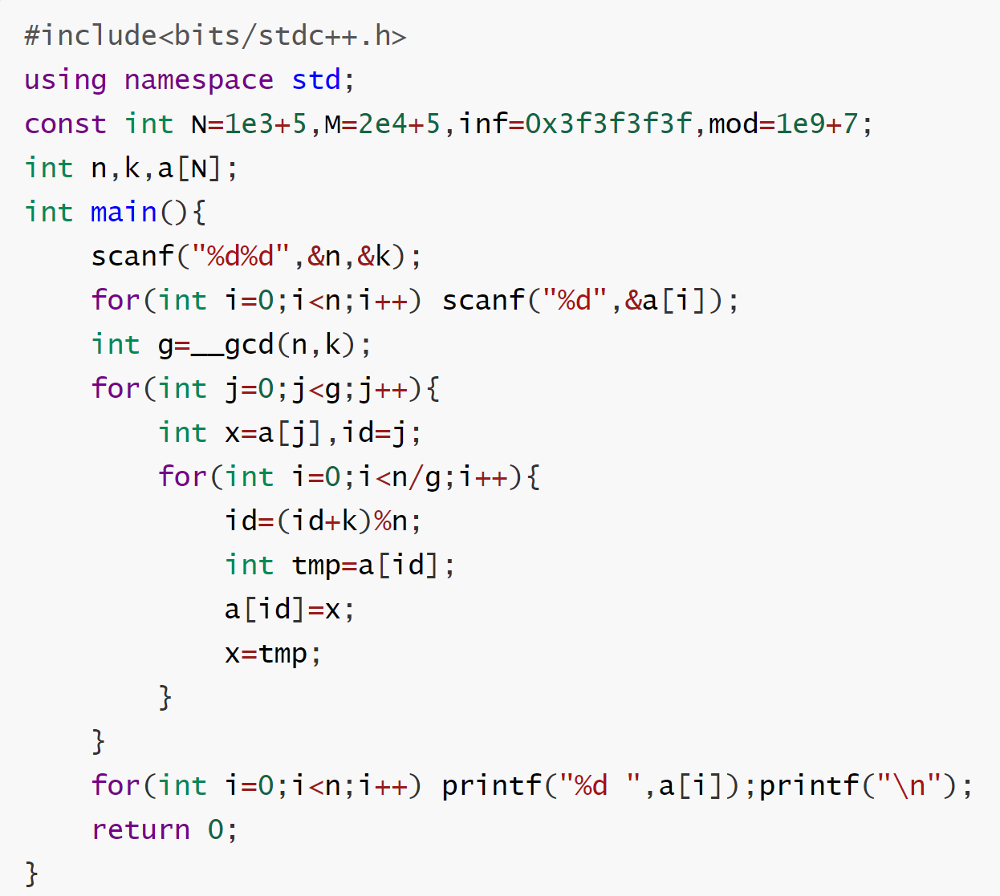 #include<bits/stdc++.h>
using namespace std;
const int N=1e3+5,M=2e4+5,inf=0x3f3f3f3f,mod=1e9+7;
int n,k,a[N];
int main(){
    scanf("%d%d",&n,&k);
    for(int i=0;i<n;i++) scanf("%d",&a[i]);
    int g=__gcd(n,k);
    for(int j=0;j<g;j++){
        int x=a[j],id=j;
        for(int i=0;i<n/g;i++){
            id=(id+k)%n;
            int tmp=a[id];
            a[id]=x;
            x=tmp;
        }
    }
    for(int i=0;i<n;i++) printf("%d ",a[i]);printf("\n");
    return 0;
}